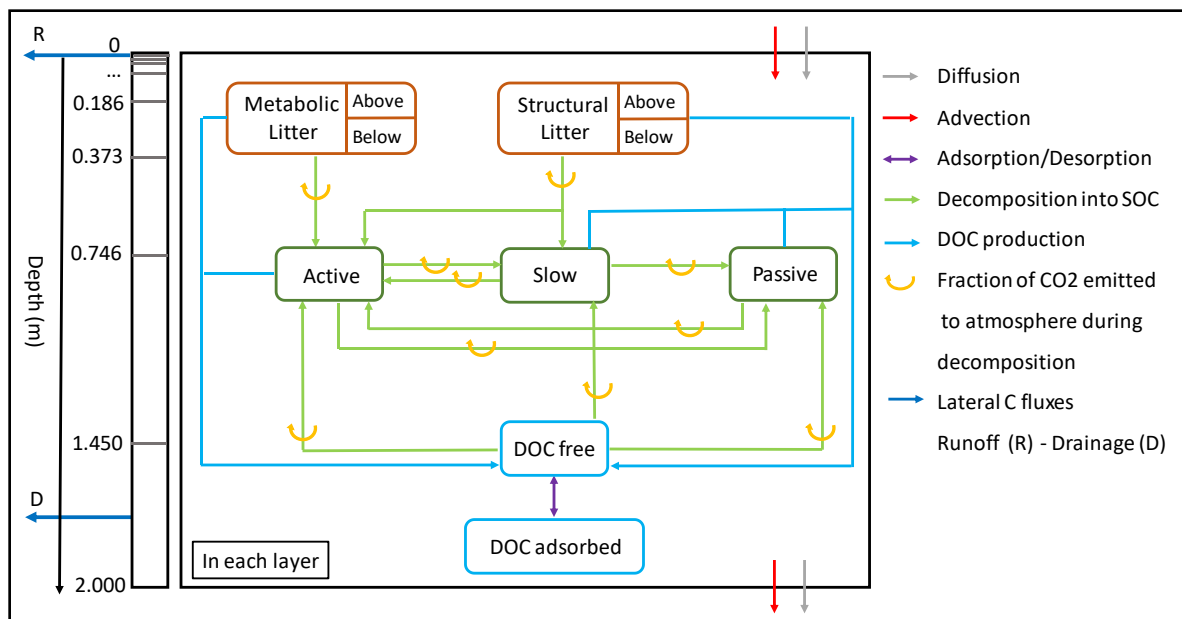 R
0
...
0.186
0.373
0.746
1.450
2.000
D
Depth (m)
Metabolic
Litter
Above
Below
Structural
Litter
Above
Below
Active
Slow
Passive
DOC free
DOC adsorbed
In each layer
Diffusion
Advection
Adsorption/Desorption
Decomposition into SOC
DOC production
Fraction of CO2 emitted
to atmosphere during
decomposition
Lateral C fluxes
Runoff (R) - Drainage (D)